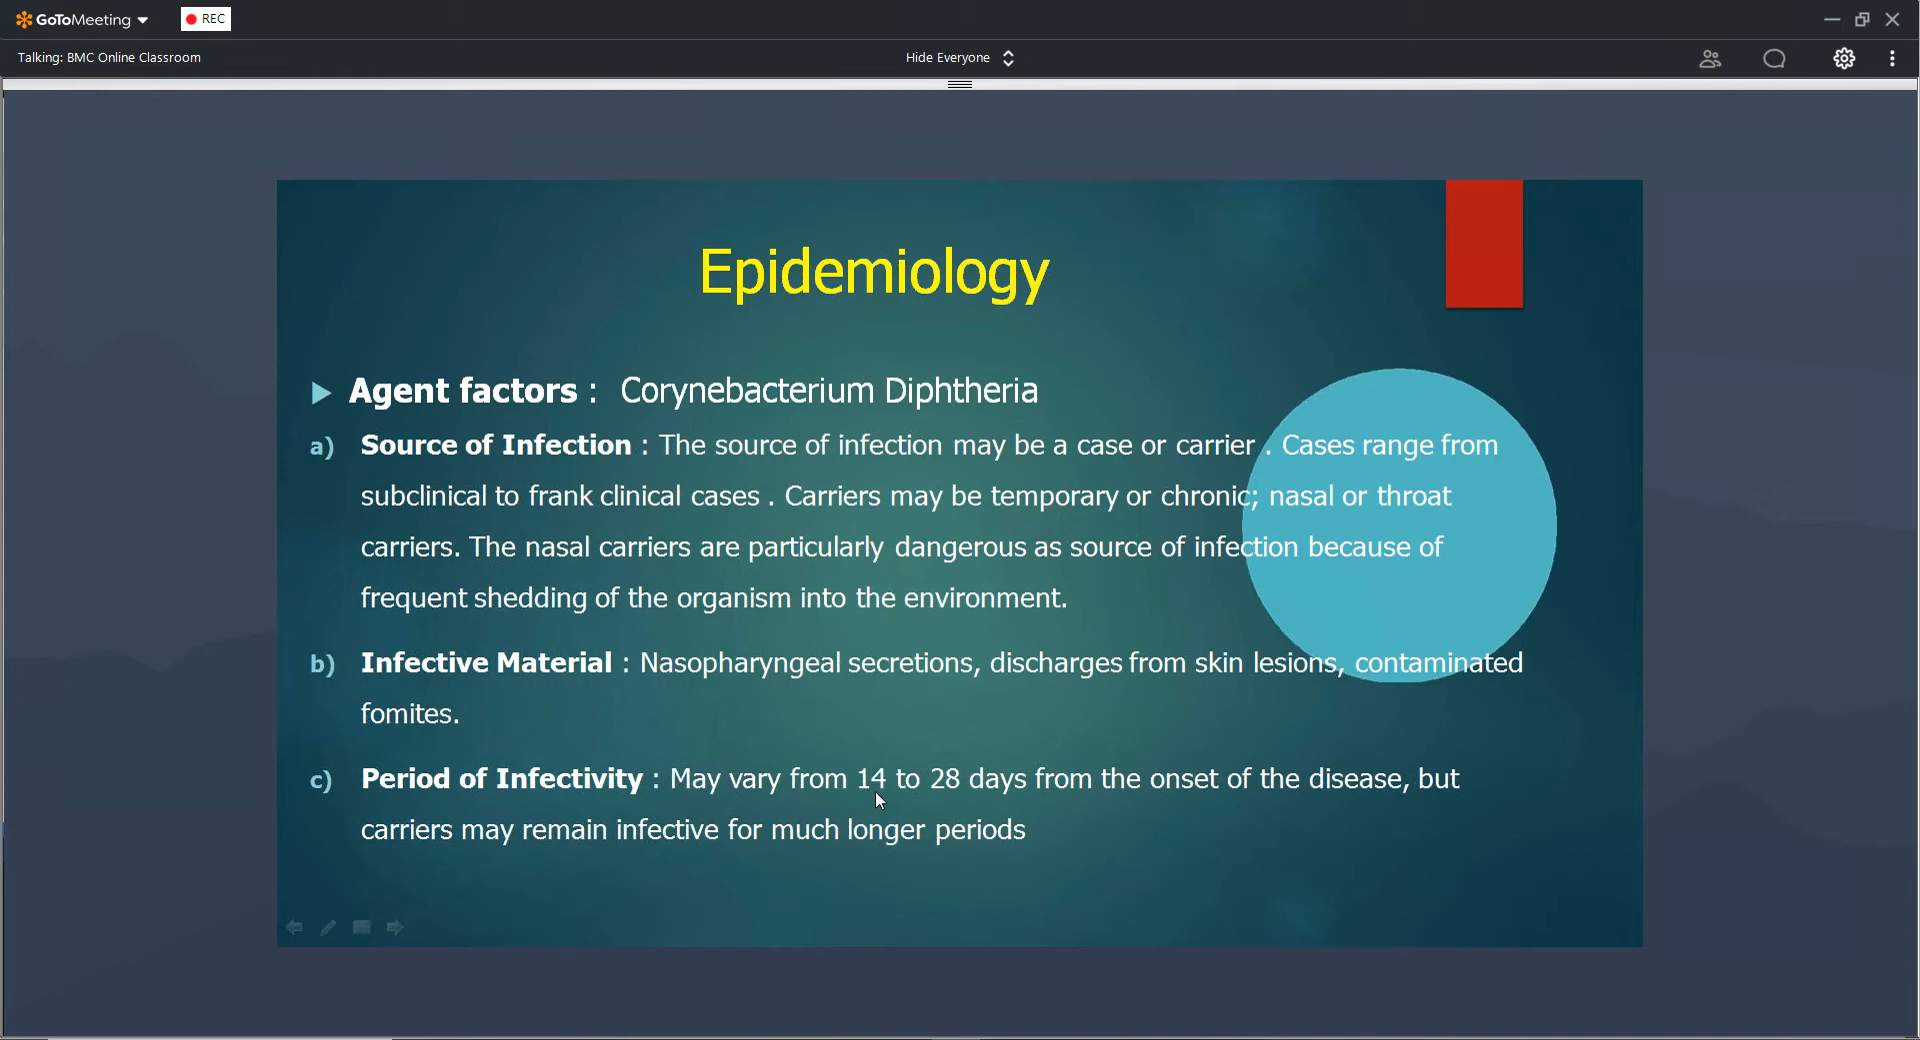 GoToMeeting
REC
Talking: BMC Online Classroom
Hide Everyone
Epidemiology
Agent factors : Corynebacterium Diphtheria
a) Source of Infection : The source of infection may be a case or carrier . Cases range from
subclinical to frank clinical cases . Carriers may be temporary or chronic; nasal or throat
carriers. The nasal carriers are particularly dangerous as source of infection because of
frequent shedding of the organism into the environment.
b) Infective Material : Nasopharyngeal secretions, discharges from skin lesions, contaminated
fomites.
c) Period of Infectivity : May vary from 14 to 28 days from the onset of the disease, but
carriers may remain infective for much longer periods